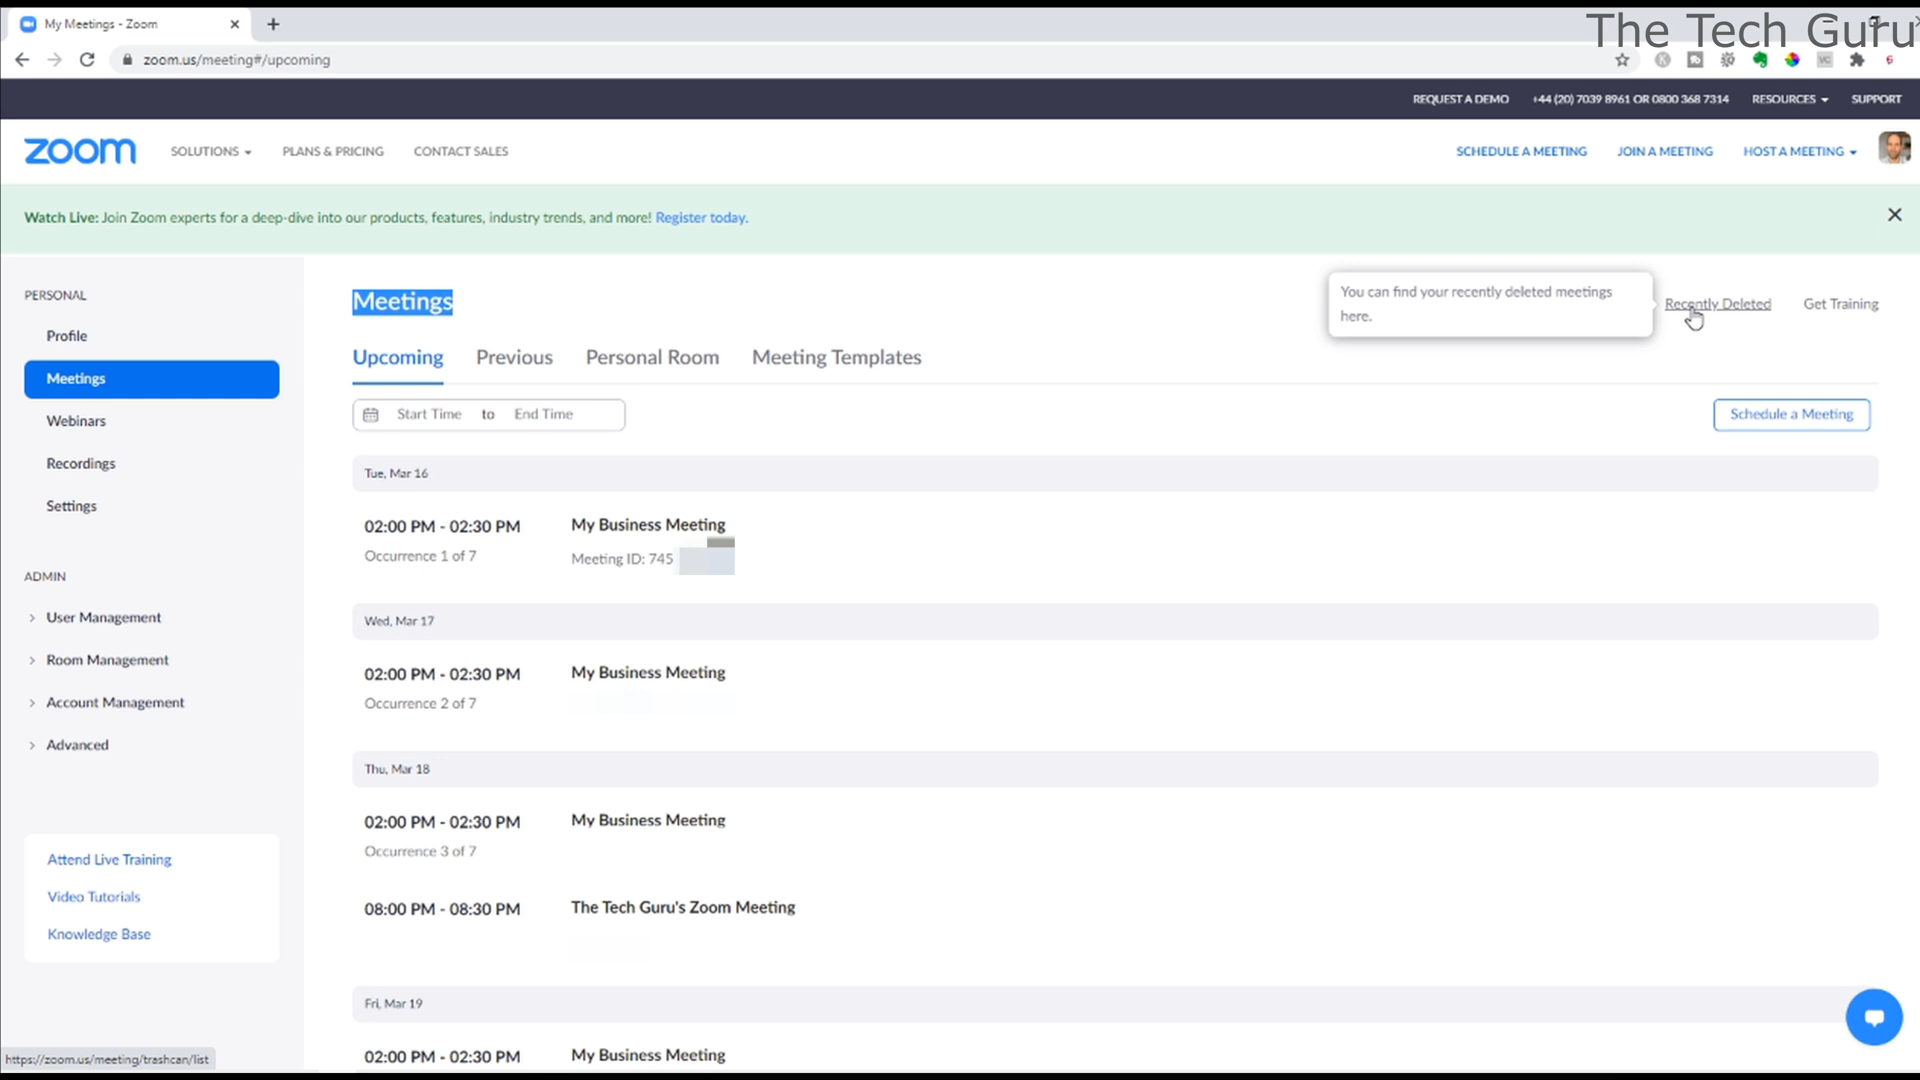 The Tech Guru
My Meetings - Zoom
zoom.us/meeting#/upcoming
REQUEST A DEMO +44 (20) 7039 8961 OR 0800 368 7314 RESOURCES SUPPORT
zoom SOLUTIONS PLANS & PRICING CONTACT SALES SCHEDULE A MEETING JOIN A MEETING HOST A MEETING
Watch Live: Join Zoom experts for a deep-dive into our products, features, industry trends, and more! Register today.
PERSONAL
Profile
Meetings
Webinars
Recordings
Settings
ADMIN
User Management
Room Management
Account Management
Advanced
Attend Live Training
Video Tutorials
Knowledge Base
Meetings
You can find your recently deleted meetings
here.
Recently Deleted Get Training
Upcoming Previous Personal Room Meeting Templates
Start Time to End Time
Schedule a Meeting
Tue, Mar 16
02:00 PM - 02:30 PM My Business Meeting
Occurrence 1 of 7 Meeting ID: 745
Wed, Mar 17
02:00 PM - 02:30 PM My Business Meeting
Occurrence 2 of 7
Thu, Mar 18
02:00 PM - 02:30 PM My Business Meeting
Occurrence 3 of 7
08:00 PM - 08:30 PM The Tech Guru's Zoom Meeting
Fri, Mar 19
02:00 PM - 02:30 PM My Business Meeting
https://zoom.us/meeting/trashcan/list